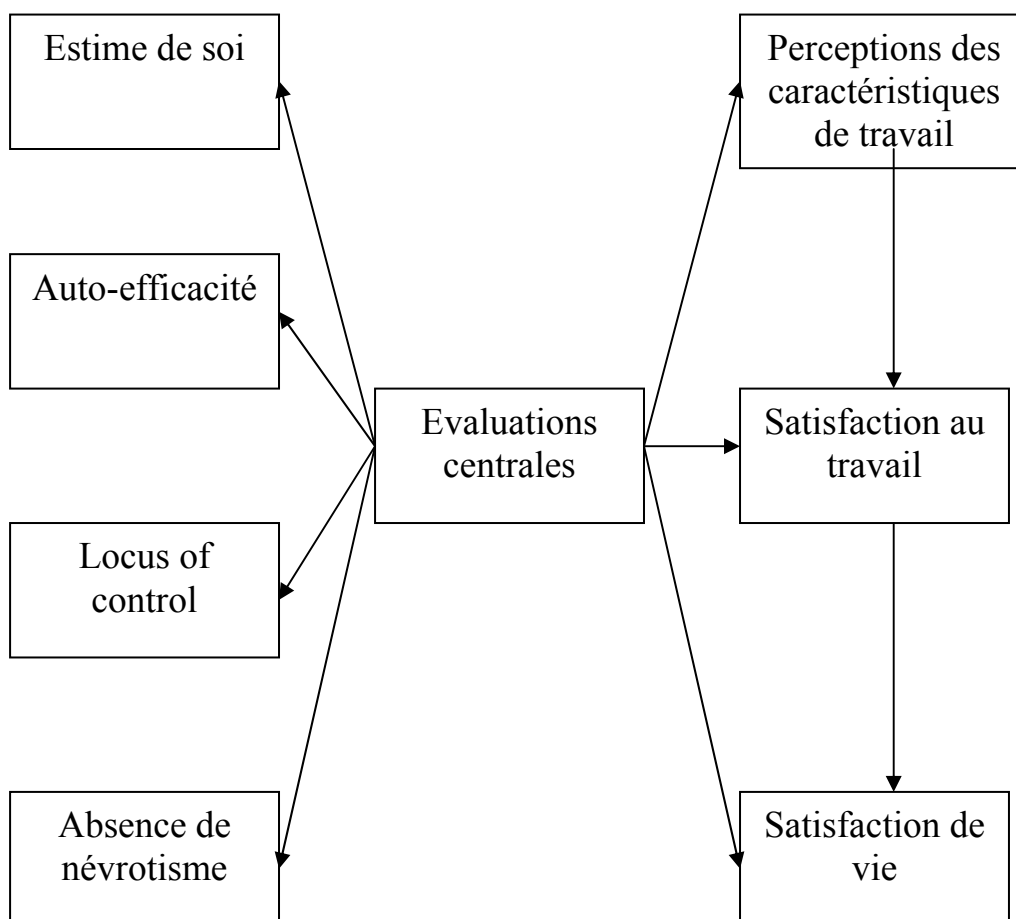 Estime de soi
Auto-efficacité
Locus of
control
Absence de
névrotisme
Evaluations
centrales
Perceptions des
caractéristiques
de travail
Satisfaction au
travail
Satisfaction de
vie